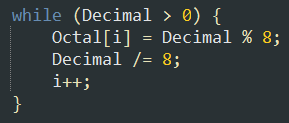 while (Decimal > 0) {
    Octal[i] = Decimal % 8;
    Decimal /= 8;
    i++;
}